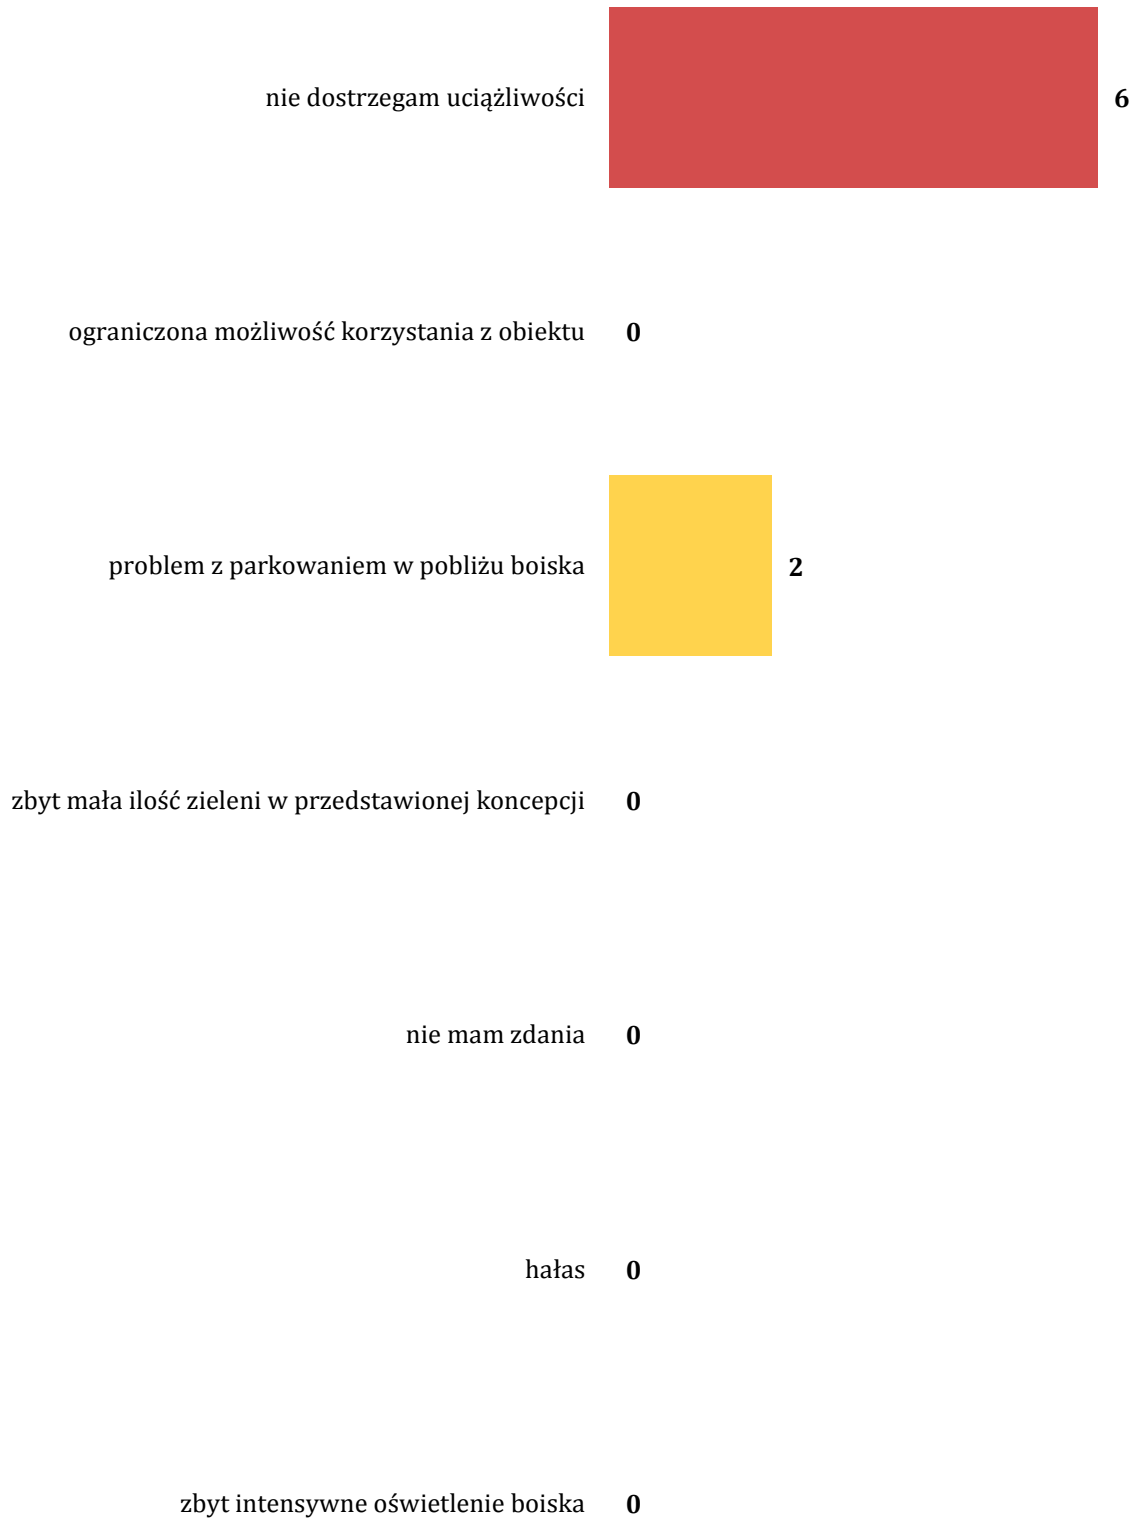 nie dostrzegam uciążliwości 6
ograniczona możliwość korzystania z obiektu 0
problem z parkowaniem w pobliżu boiska 2
zbyt mała ilość zieleni w przedstawionej koncepcji 0
nie mam zdania 0
hałas 0
zbyt intensywne oświetlenie boiska 0